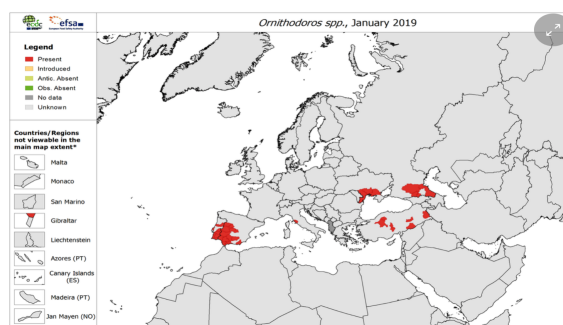 ecdc efsa
Ornithodoros spp., January 2019
Legend
Present
Introduced
Antic. Absent
Obs. Absent
No data
Unknown
Countries/Regions
not viewable in the
main map extent*
Malta
Monaco
San Marino
Gibraltar
Liechtenstein
Azores (PT)
Canary Islands
(ES)
Madeira (PT)
Jan Mayen (NO)